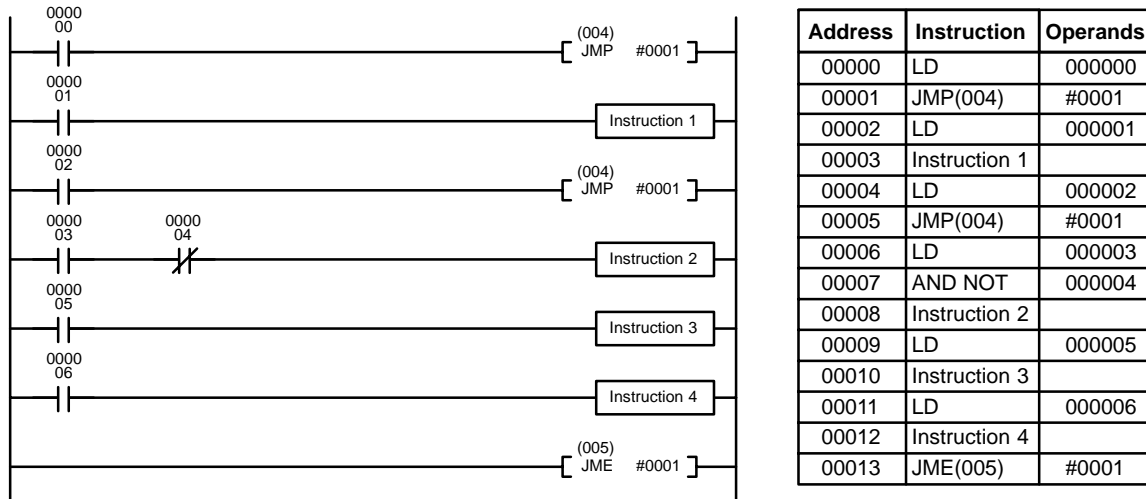 0000
00
(004)
JMP #0001
0000
01
Instruction 1
0000
02
(004)
JMP #0001
0000
03
0000
04
Instruction 2
0000
05
Instruction 3
0000
06
Instruction 4
(005)
JME #0001
Address Instruction Operands
00000 LD 000000
00001 JMP(004) #0001
00002 LD 000001
00003 Instruction 1
00004 LD 000002
00005 JMP(004) #0001
00006 LD 000003
00007 AND NOT 000004
00008 Instruction 2
00009 LD 000005
00010 Instruction 3
00011 LD 000006
00012 Instruction 4
00013 JME(005) #0001